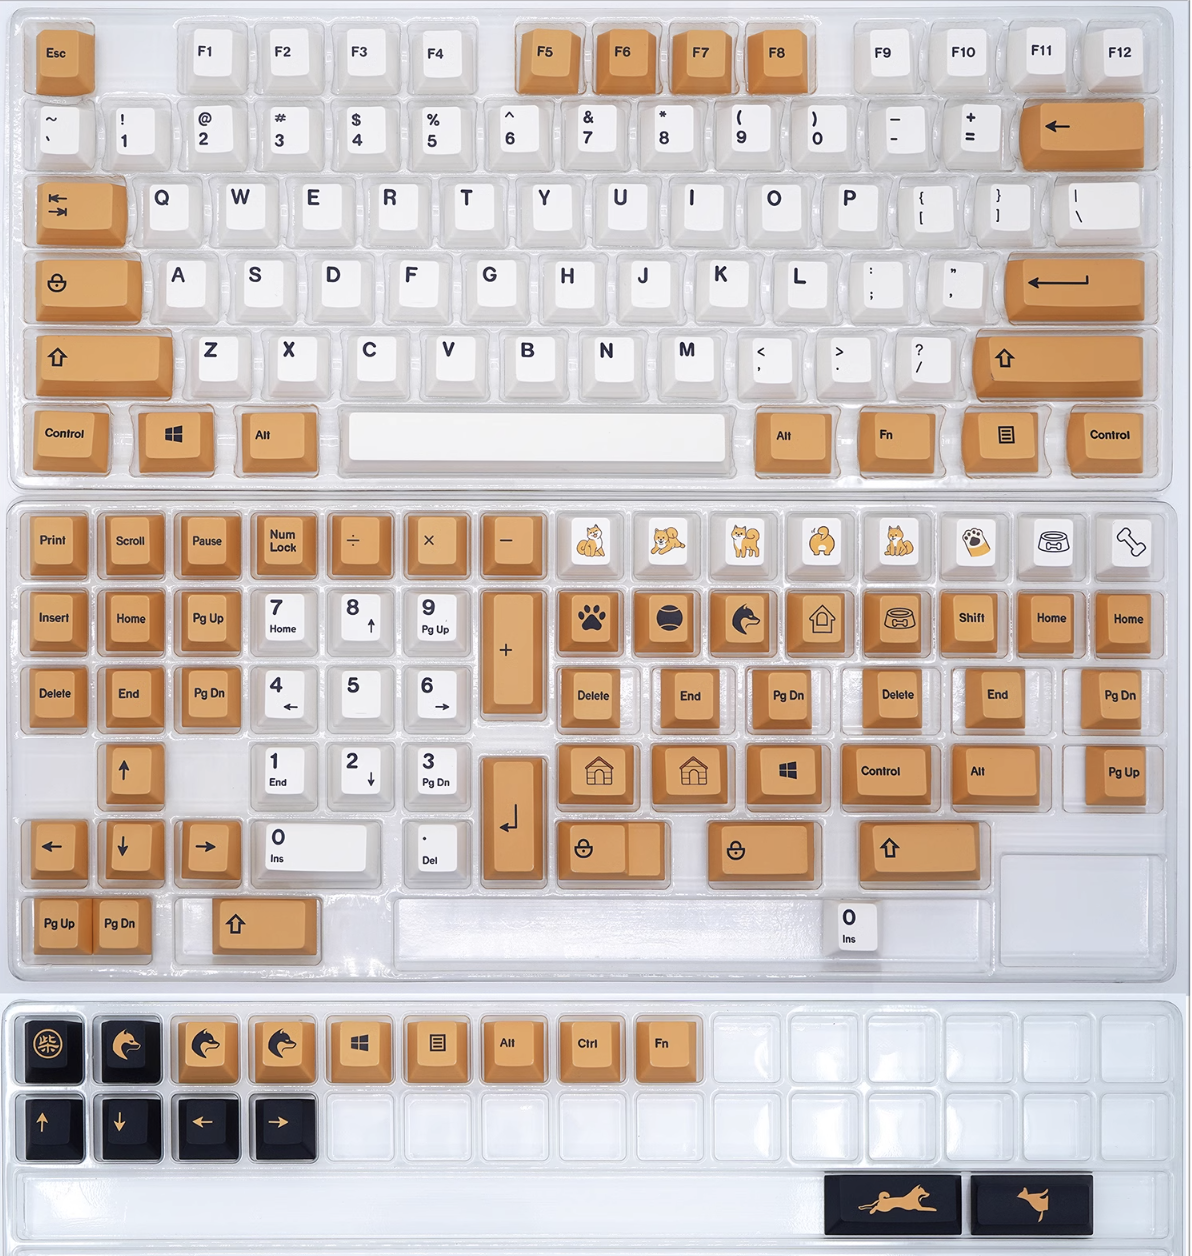 Esc F1 F2 F3 F4 F5 F6 F7 F8 F9 F10 F11 F12
~ ! @ # $ % ^ & * ( ) – +
` 1 2 3 4 5 6 7 8 9 0 - =
←
Q W E R T Y U I O P { } |
[ ] \
A S D F G H J K L : "
; ,
Z X C V B N M < > ?
, . /
Control Alt Alt Fn Control
Print Scroll Pause Num Lock ÷ × −
Insert Home Pg Up 7 Home 8 ↑ 9 Pg Up + Shift Home Home
Delete End Pg Dn 4 ← 5 6 → Delete End Pg Dn Delete End Pg Dn
↑ 1 End 2 ↓ 3 Pg Dn Control Alt Pg Up
← ↓ → 0 Ins . Del
Pg Up Pg Dn 0 Ins
柴 Alt Ctrl Fn
↑ ↓ ← →